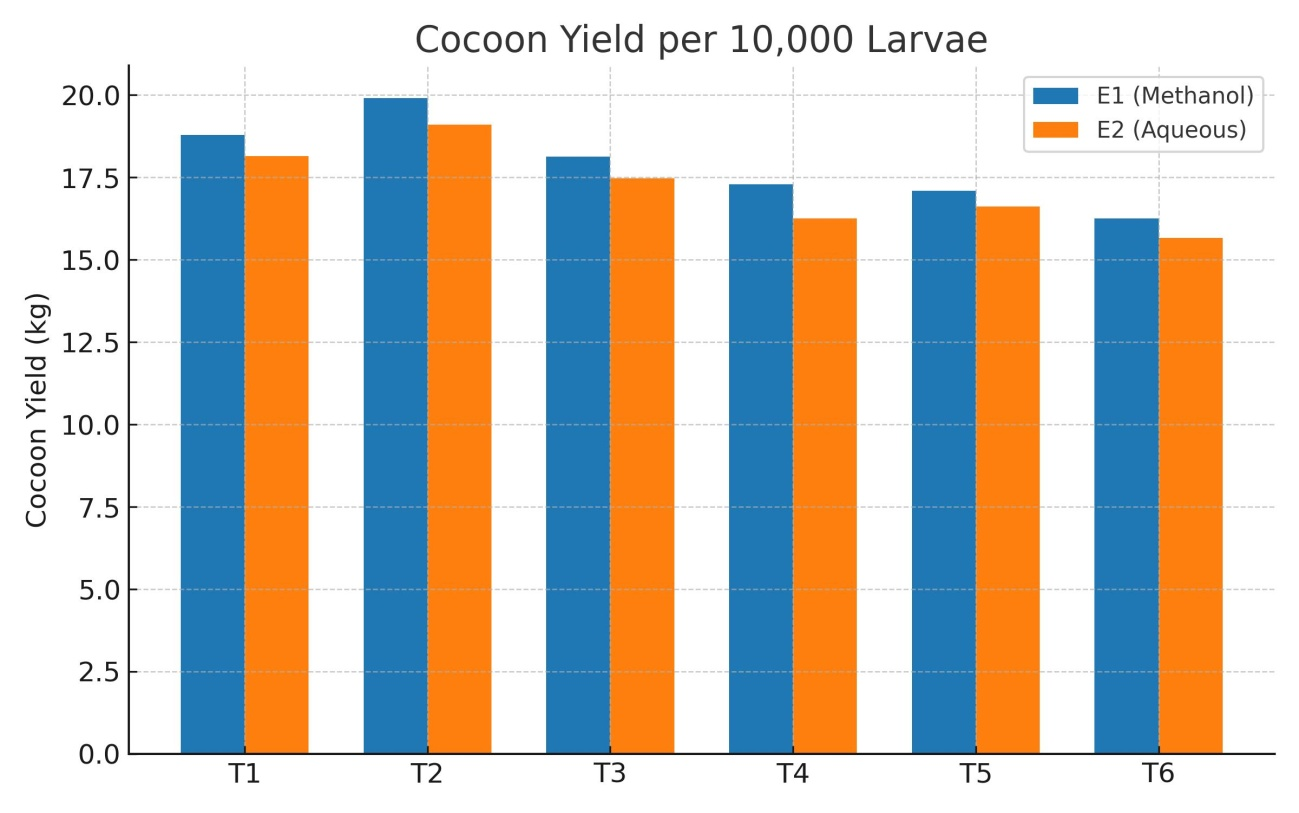 Cocoon Yield per 10,000 Larvae
E1 (Methanol)
E2 (Aqueous)
Cocoon Yield (kg)
20.0
17.5
15.0
12.5
10.0
7.5
5.0
2.5
0.0
T1 T2 T3 T4 T5 T6